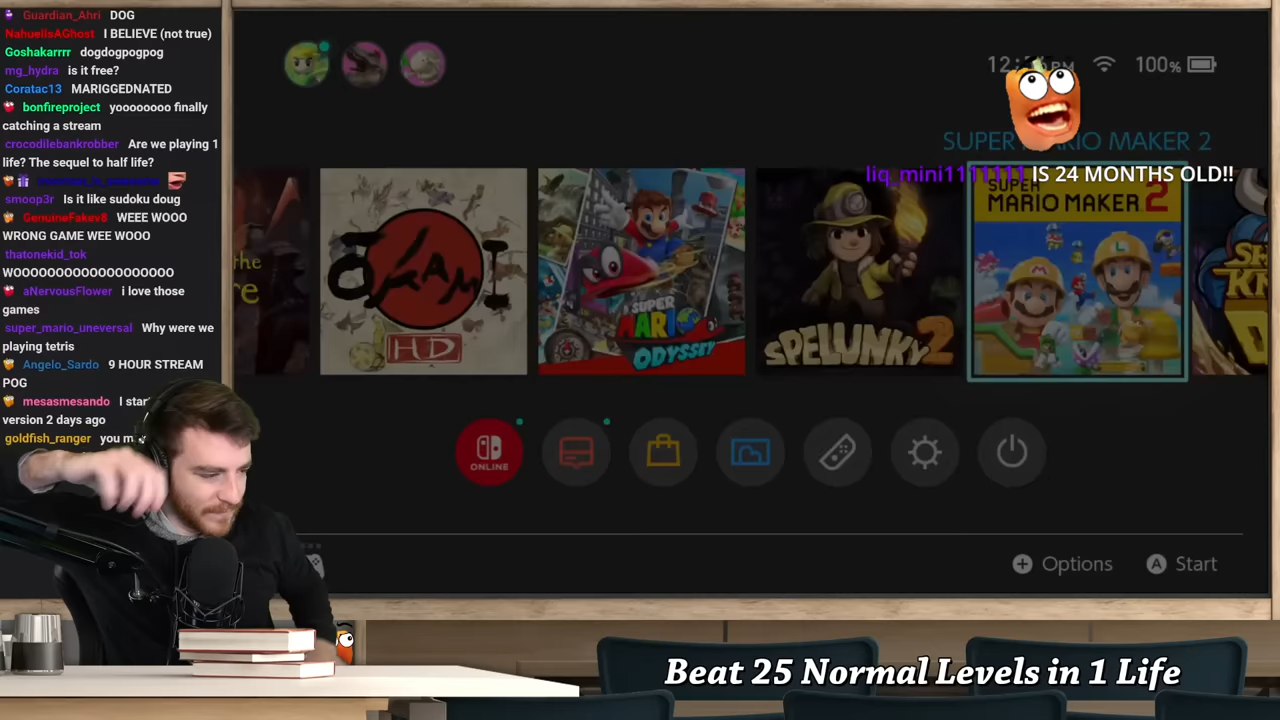 Guardian_Ahri DOG
NahuelIsAGhost I BELIEVE (not true)
Goshakarrrr dogdogpogpog
mg_hydra is it free?
Coratac13 MARIGGEDNATED
bonfireproject yooooooo finally
catching a stream
crocodilebankrobber Are we playing 1
life? The sequel to half life?
smoop3r Is it like sudoku doug
GenuineFakev8 WEEE WOOO
WRONG GAME WEE WOOO
thatonekid_tok
WOOOOOOOOOOOOOOOOOOO
aNervousFlower i love those
games
super_mario_uneversal Why were we
playing tetris
Angelo_Sardo 9 HOUR STREAM
POG
mesasmesando I star
version 2 days ago
goldfish_ranger you m
PM 100%
SUPER MARIO MAKER 2
liq_mini1111111 IS 24 MONTHS OLD!!
the
OKAMI
HD
SUPER
MARIO
ODYSSEY
SPELUNKY 2
SUPER
MARIO MAKER 2
ONLINE
Options
Start
Beat 25 Normal Levels in 1 Life